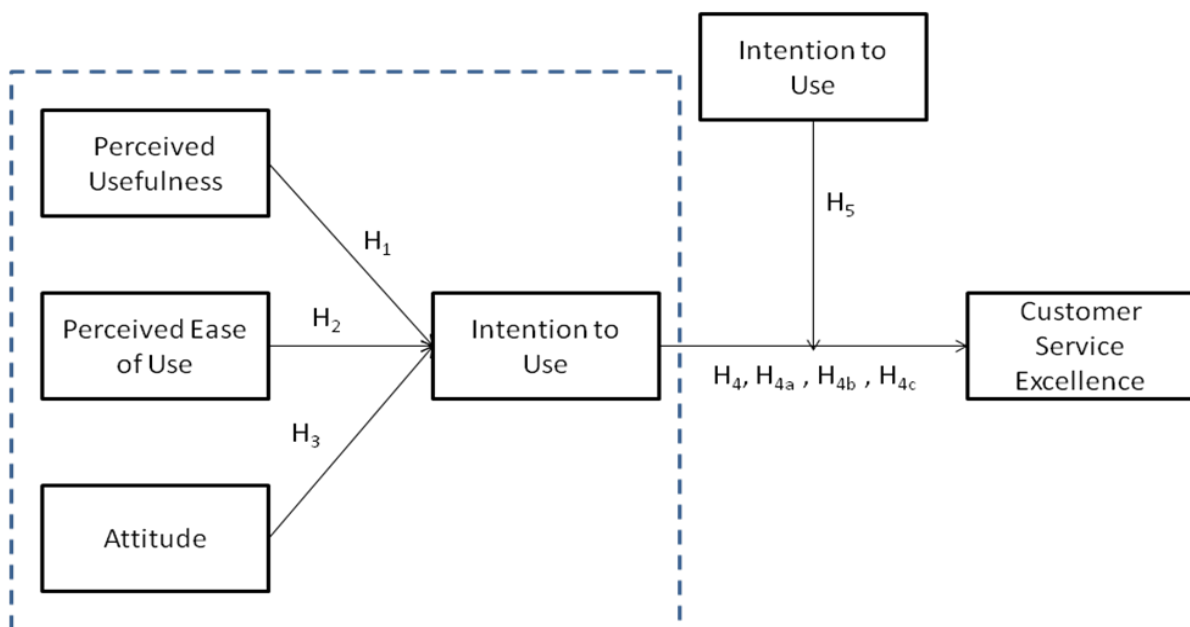 Intention to
Use
Perceived
Usefulness
H₅
H₁
Perceived Ease
of Use
H₂
Intention to
Use
Customer
Service
Excellence
H₄, H₄ₐ , H₄b , H₄c
H₃
Attitude